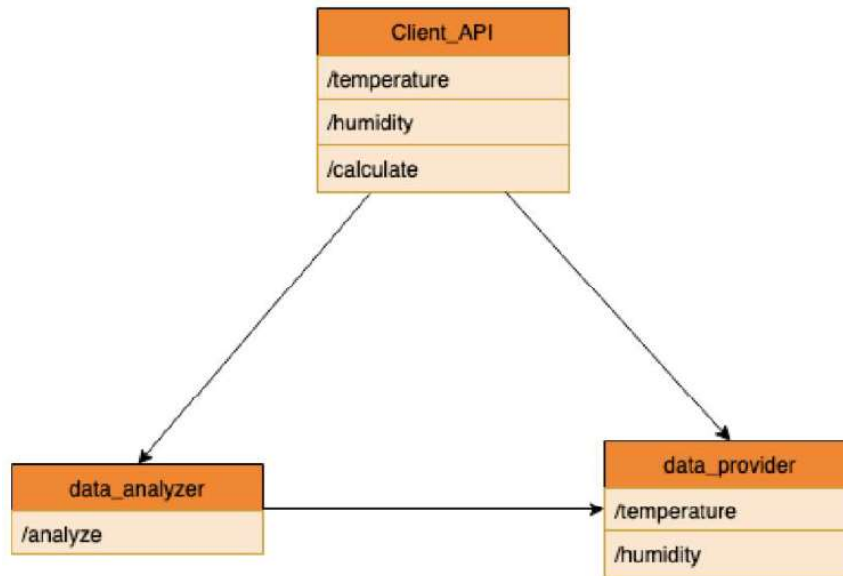 Client_API
/temperature
/humidity
/calculate
data_analyzer
/analyze
data_provider
/temperature
/humidity